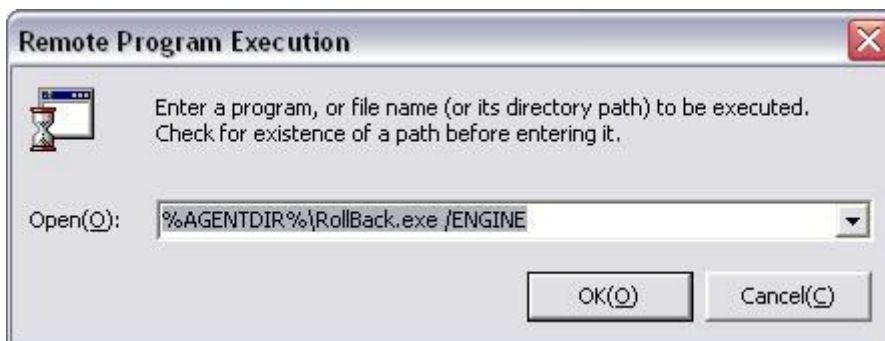 Remote Program Execution
Enter a program, or file name (or its directory path) to be executed.
Check for existence of a path before entering it.
Open(O): %AGENTDIR%\RollBack.exe /ENGINE
OK(O) Cancel(C)